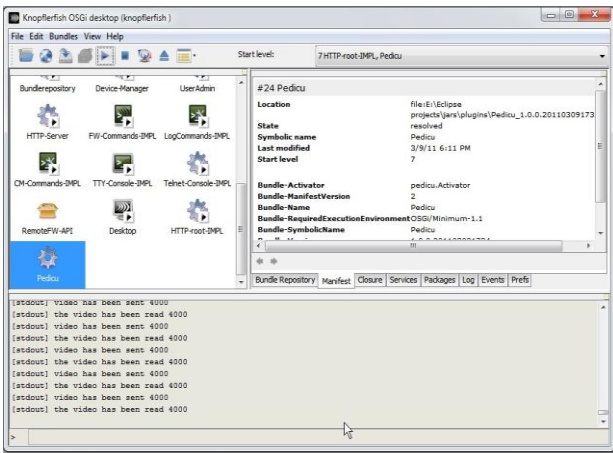 Knopflerfish OSGi desktop (knopflerfish )
File Edit Bundles View Help
Start level:
7 HTTP-root-IMPL, Pedicu
Bundlerepository Device-Manager UserAdmin
HTTP-Server FW-Commands-IMPL LogCommands-IMPL
CM-Commands-IMPL TTY-Console-IMPL Telnet-Console-IMPL
RemoteFW-API Desktop HTTP-root-IMPL
Pedicu
#24 Pedicu
Location file:E:\Eclipse
projects\jars\plugins\Pedicu_1.0.0.20110309173
State resolved
Symbolic name Pedicu
Last modified 3/9/11 6:11 PM
Start level 7
Bundle-Activator pedicu.Activator
Bundle-ManifestVersion 2
Bundle-Name Pedicu
Bundle-RequiredExecutionEnvironment OSGi/Minimum-1.1
Bundle-SymbolicName Pedicu
Bundle Repository Manifest Closure Services Packages Log Events Prefs
[stdout] video has been sent 4000
[stdout] the video has been read 4000
[stdout] video has been sent 4000
[stdout] the video has been read 4000
[stdout] video has been sent 4000
[stdout] the video has been read 4000
[stdout] video has been sent 4000
[stdout] the video has been read 4000
[stdout] video has been sent 4000
[stdout] the video has been read 4000
>